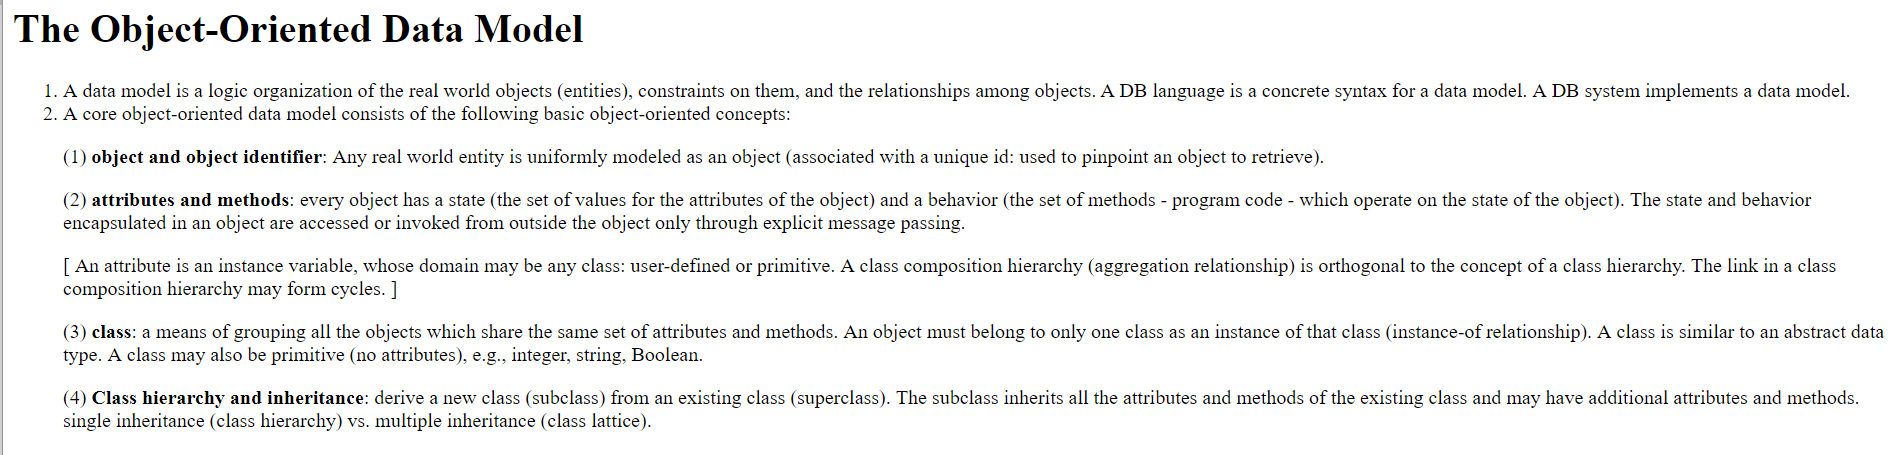 The Object-Oriented Data Model
1. A data model is a logic organization of the real world objects (entities), constraints on them, and the relationships among objects. A DB language is a concrete syntax for a data model. A DB system implements a data model.
2. A core object-oriented data model consists of the following basic object-oriented concepts:
(1) object and object identifier: Any real world entity is uniformly modeled as an object (associated with a unique id: used to pinpoint an object to retrieve).
(2) attributes and methods: every object has a state (the set of values for the attributes of the object) and a behavior (the set of methods - program code - which operate on the state of the object). The state and behavior
encapsulated in an object are accessed or invoked from outside the object only through explicit message passing.
[ An attribute is an instance variable, whose domain may be any class: user-defined or primitive. A class composition hierarchy (aggregation relationship) is orthogonal to the concept of a class hierarchy. The link in a class
composition hierarchy may form cycles. ]
(3) class: a means of grouping all the objects which share the same set of attributes and methods. An object must belong to only one class as an instance of that class (instance-of relationship). A class is similar to an abstract data
type. A class may also be primitive (no attributes), e.g., integer, string, Boolean.
(4) Class hierarchy and inheritance: derive a new class (subclass) from an existing class (superclass). The subclass inherits all the attributes and methods of the existing class and may have additional attributes and methods.
single inheritance (class hierarchy) vs. multiple inheritance (class lattice).